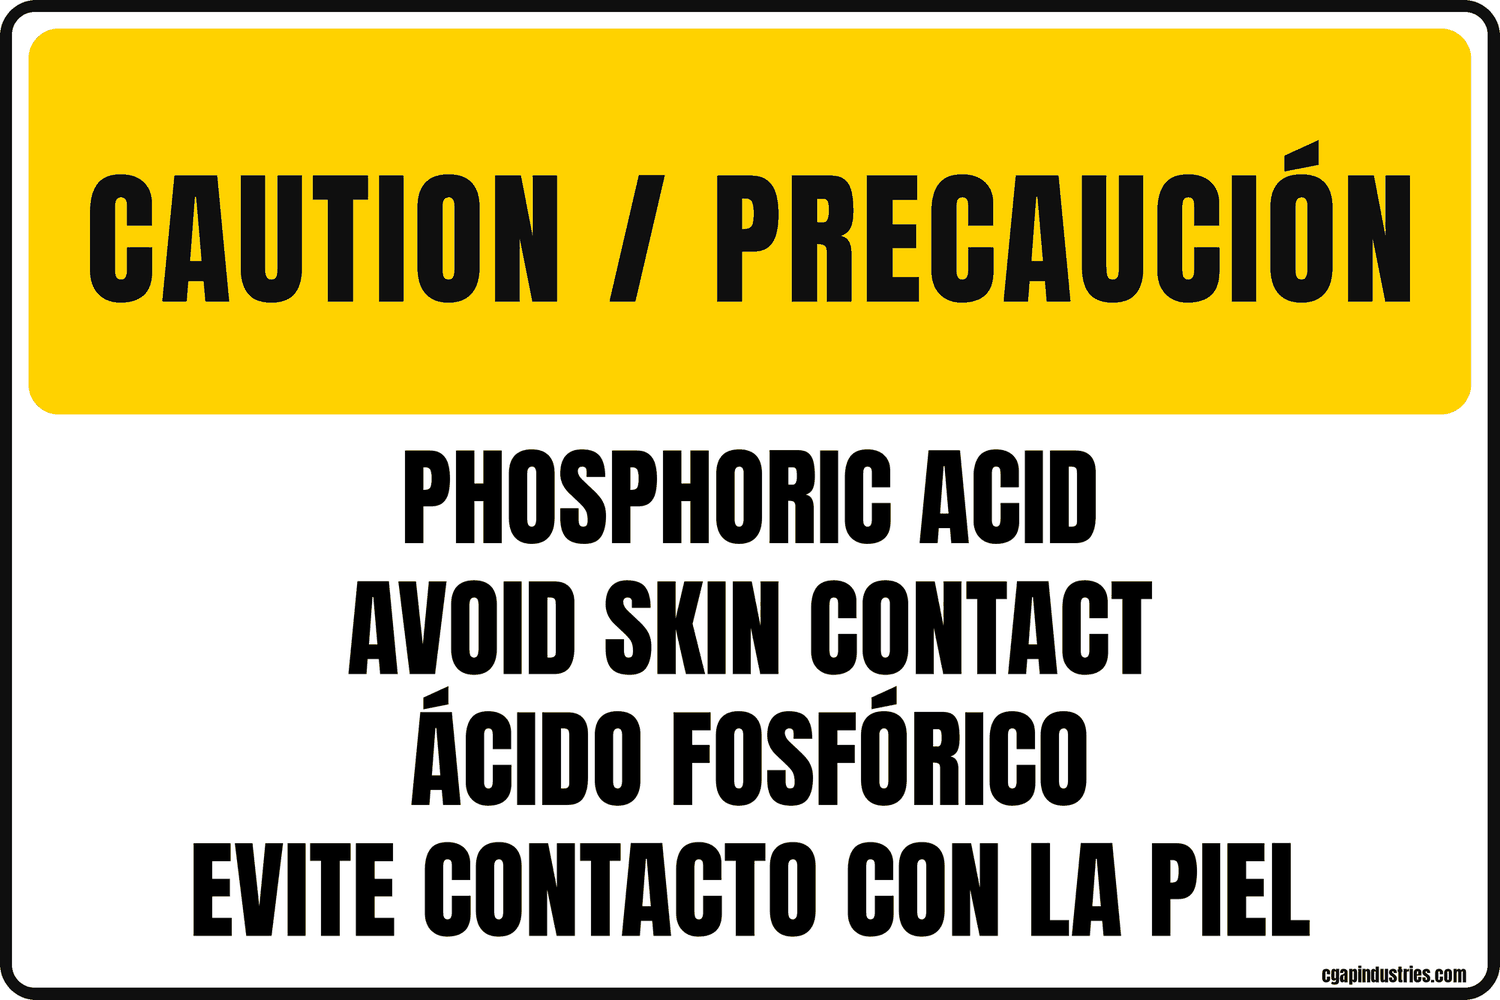 CAUTION / PRECAUCIÓN
PHOSPHORIC ACID
AVOID SKIN CONTACT
ÁCIDO FOSFÓRICO
EVITE CONTACTO CON LA PIEL
cgapindustries.com